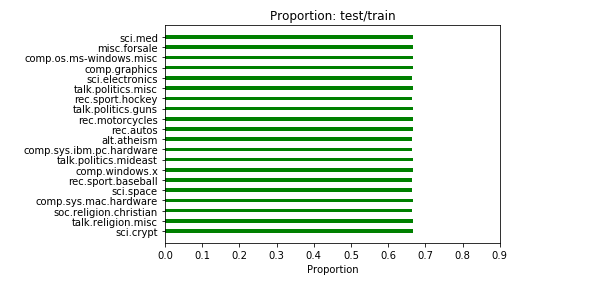 Proportion: test/train
sci.med
misc.forsale
comp.os.ms-windows.misc
comp.graphics
sci.electronics
talk.politics.misc
rec.sport.hockey
talk.politics.guns
rec.motorcycles
rec.autos
alt.atheism
comp.sys.ibm.pc.hardware
talk.politics.mideast
comp.windows.x
rec.sport.baseball
sci.space
comp.sys.mac.hardware
soc.religion.christian
talk.religion.misc
sci.crypt
0.0 0.1 0.2 0.3 0.4 0.5 0.6 0.7 0.8 0.9
Proportion